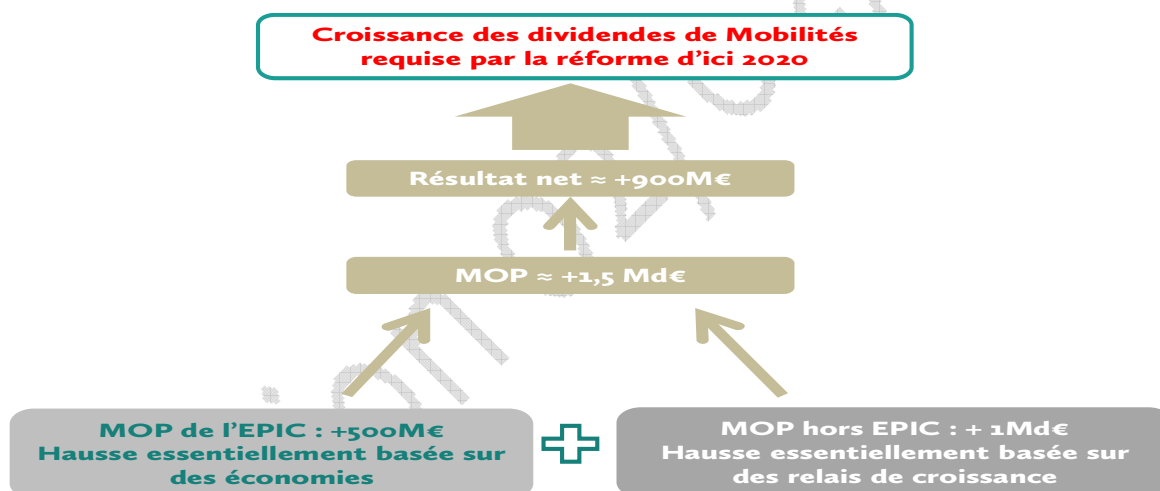 Croissance des dividendes de Mobilités
requise par la réforme d'ici 2020
Résultat net ≈ +900M€
MOP ≈ +1,5 Md€
MOP de l'EPIC : +500M€
Hausse essentiellement basée sur
des économies
MOP hors EPIC : + 1Md€
Hausse essentiellement basée sur
des relais de croissance